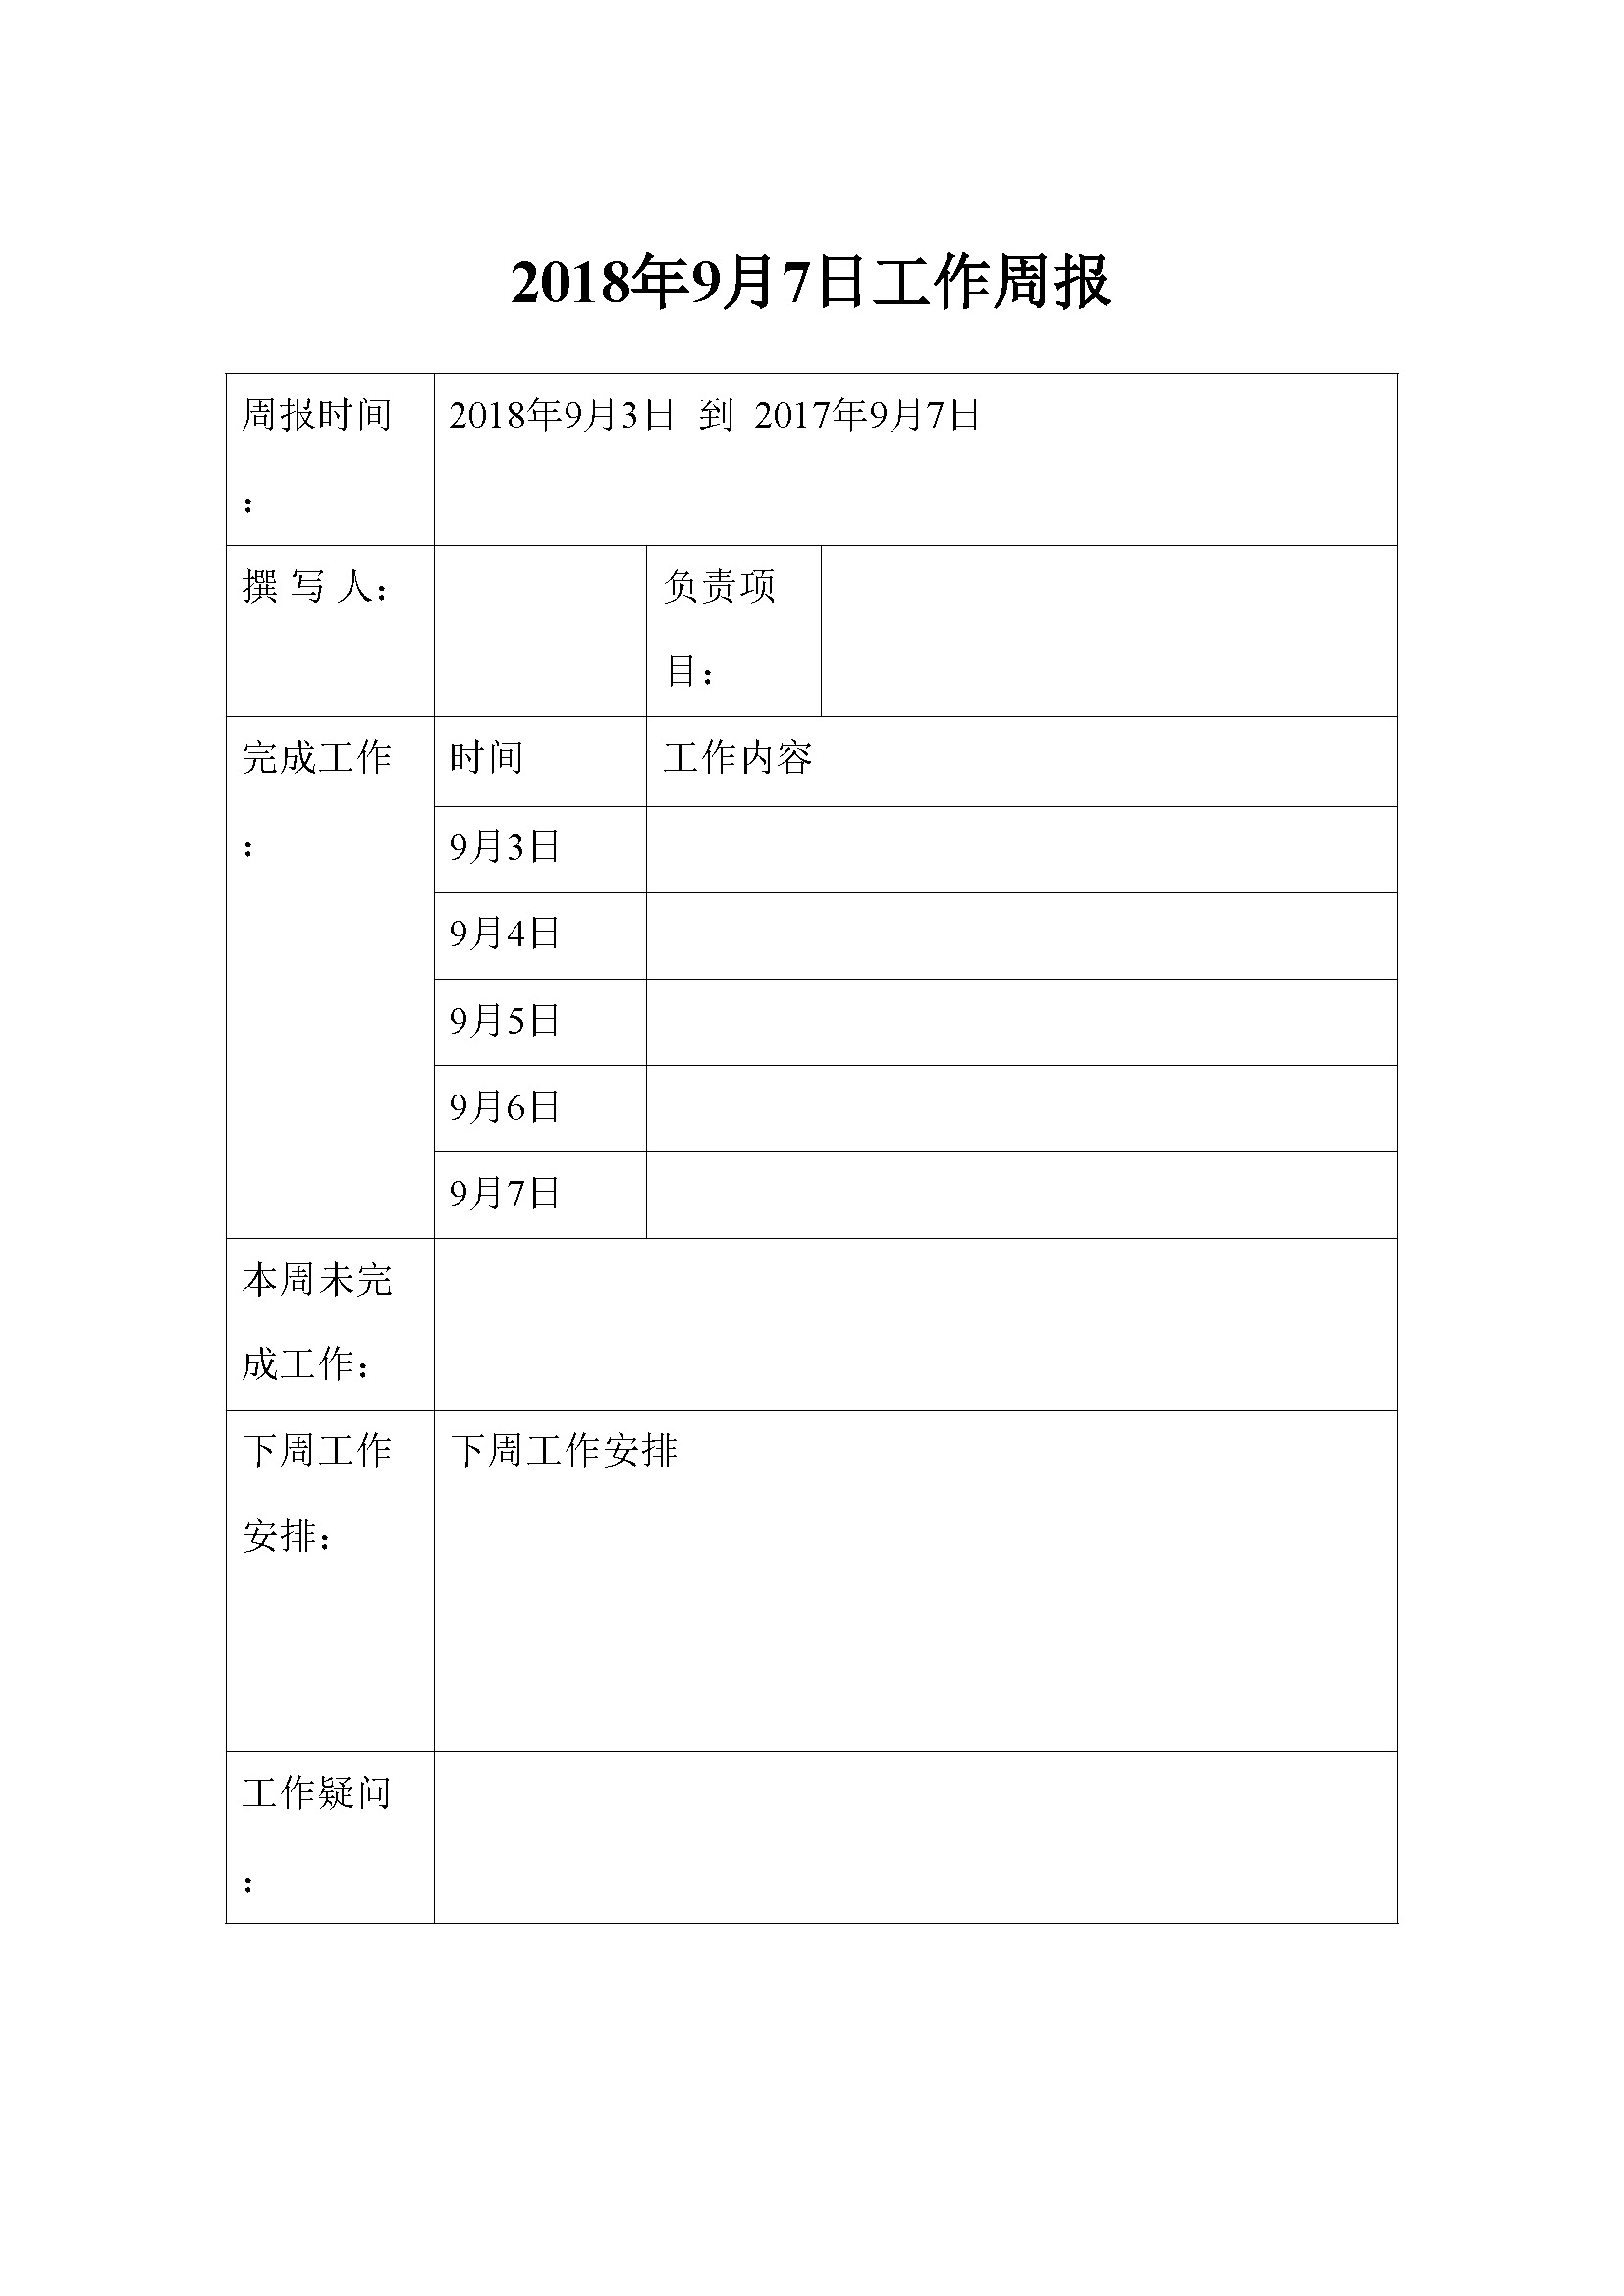 2018年9月7日工作周报
周报时间
：
2018年9月3日 到 2017年9月7日
撰 写 人：
负责项
目：
完成工作
：
时间
工作内容
9月3日
9月4日
9月5日
9月6日
9月7日
本周未完
成工作：
下周工作
安排：
下周工作安排
工作疑问
：